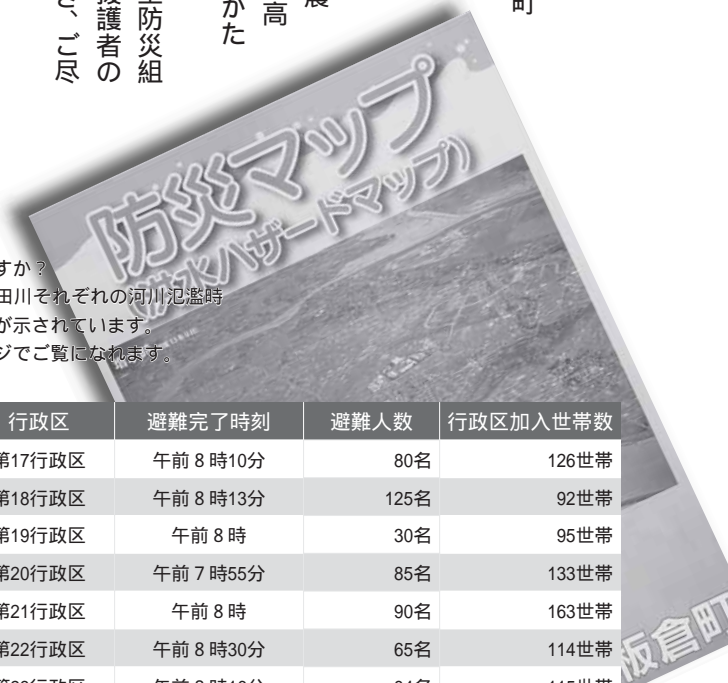 町
震
高
がた
主防災組
援護者の
き、ご尽
防災マップ
（洪水ハザードマップ）
すか？
田川それぞれの河川氾濫時
が示されています。
ジでご覧になれます。
行政区 避難完了時刻 避難人数 行政区加入世帯数
第17行政区 午前８時10分 80名 126世帯
第18行政区 午前８時13分 125名 92世帯
第19行政区 午前８時 30名 95世帯
第20行政区 午前７時55分 85名 133世帯
第21行政区 午前８時 90名 163世帯
第22行政区 午前８時30分 65名 114世帯
板倉町